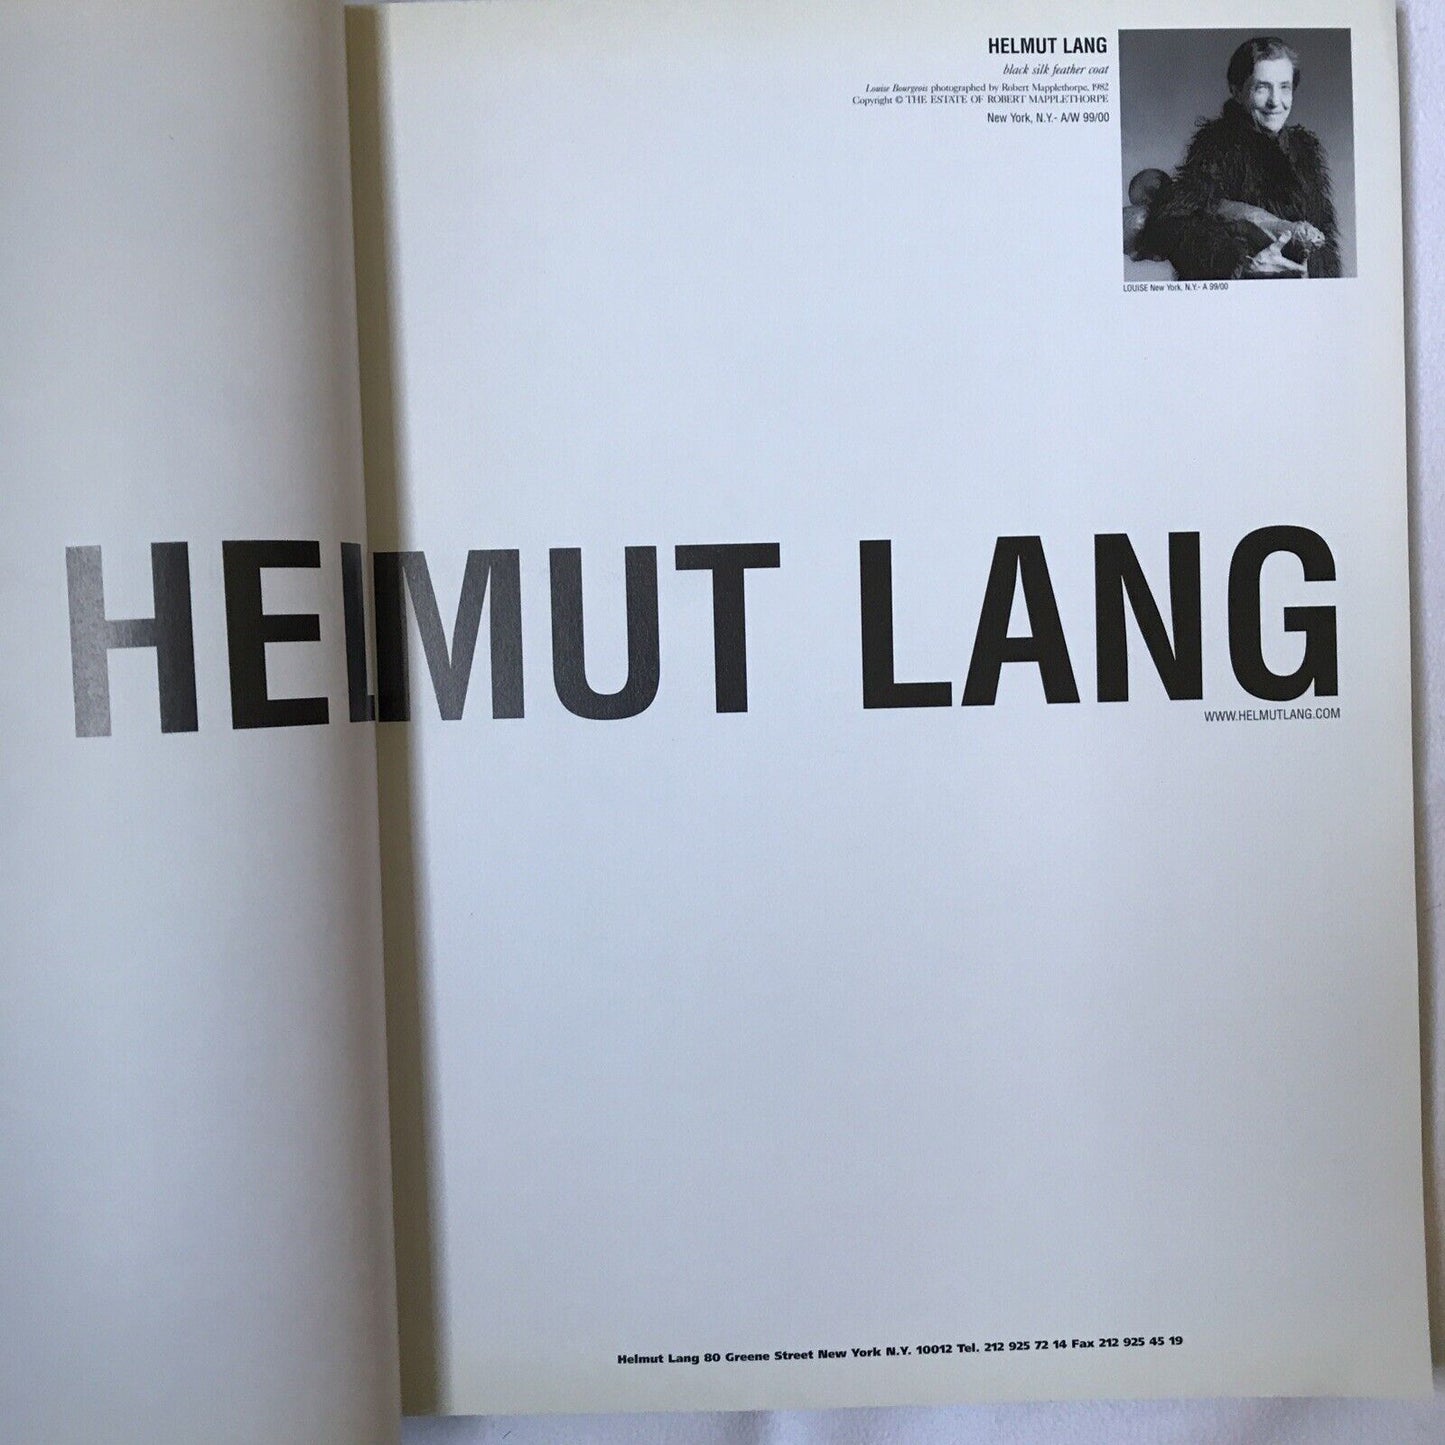 HELMUT LANG
black silk feather coat
Louise Bourgeois photographed by Robert Mapplethorpe, 1982
Copyright © THE ESTATE OF ROBERT MAPPLETHORPE
New York, N.Y.- A/W 99/00
LOUISE New York, N.Y.- A 99/00
HELMUT LANG
WWW.HELMUTLANG.COM
Helmut Lang 80 Greene Street New York N.Y. 10012 Tel. 212 925 72 14 Fax 212 925 45 19